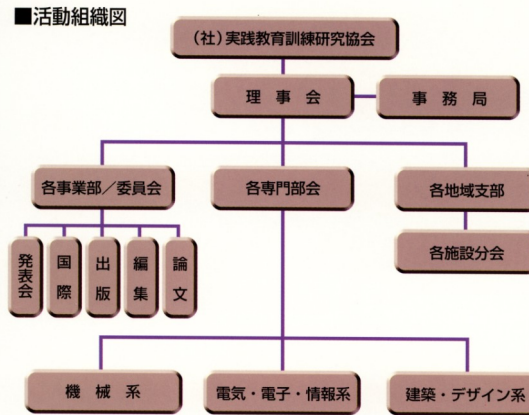 ■活動組織図
（社）実践教育訓練研究協会
理事会
事務局
各事業部／委員会
各専門部会
各地域支部
発表会
国際
出版
編集
論文
各施設分会
機械系
電気・電子・情報系
建築・デザイン系